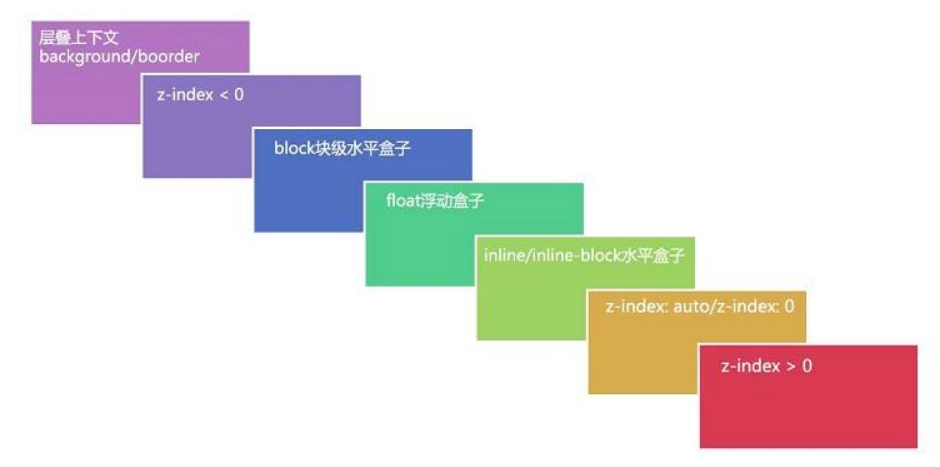 层叠上下文
background/boorder
z-index < 0
block块级水平盒子
float浮动盒子
inline/inline-block水平盒子
z-index: auto/z-index: 0
z-index > 0